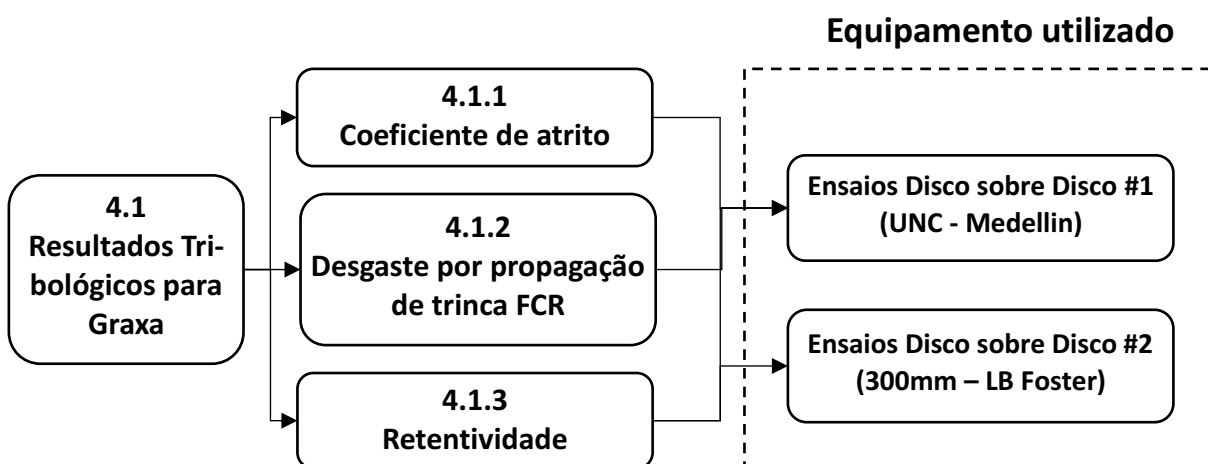 Equipamento utilizado
4.1
Resultados Tri-
bológicos para
Graxa
4.1.1
Coeficiente de atrito
4.1.2
Desgaste por propagação
de trinca FCR
4.1.3
Retentividade
Ensaios Disco sobre Disco #1
(UNC - Medellin)
Ensaios Disco sobre Disco #2
(300mm – LB Foster)